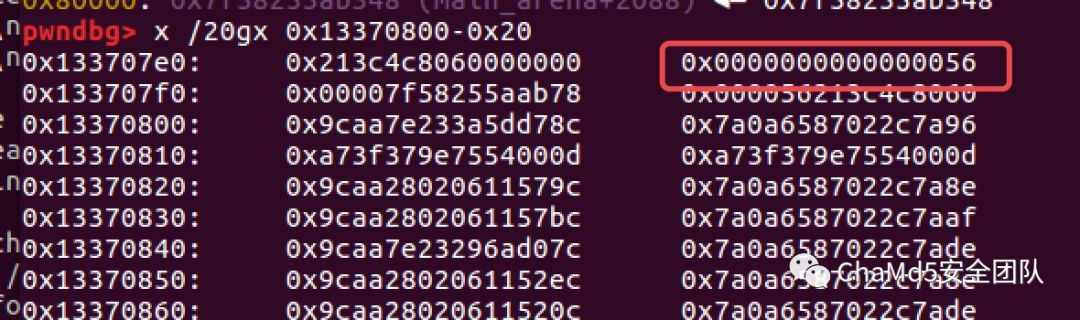 0x80000: 0x7f58255ab348 (main_arena+2088) ◂— 0x7f58255ab348
pwndbg> x /20gx 0x13370800-0x20
0x133707e0: 0x213c4c8060000000 0x0000000000000056
0x133707f0: 0x00007f58255aab78 0x000056213c4c8060
0x13370800: 0x9caa7e233a5dd78c 0x7a0a6587022c7a96
0x13370810: 0xa73f379e7554000d 0xa73f379e7554000d
0x13370820: 0x9caa28020611579c 0x7a0a6587022c7a8e
0x13370830: 0x9caa2802061157bc 0x7a0a6587022c7aaf
0x13370840: 0x9caa7e23296ad07c 0x7a0a6587022c7ade
0x13370850: 0x9caa2802061152ec 0x7a0a6587022c7a8e
0x13370860: 0x9caa28020611520c 0x7a0a6587022c7ade
ChaMd5安全团队